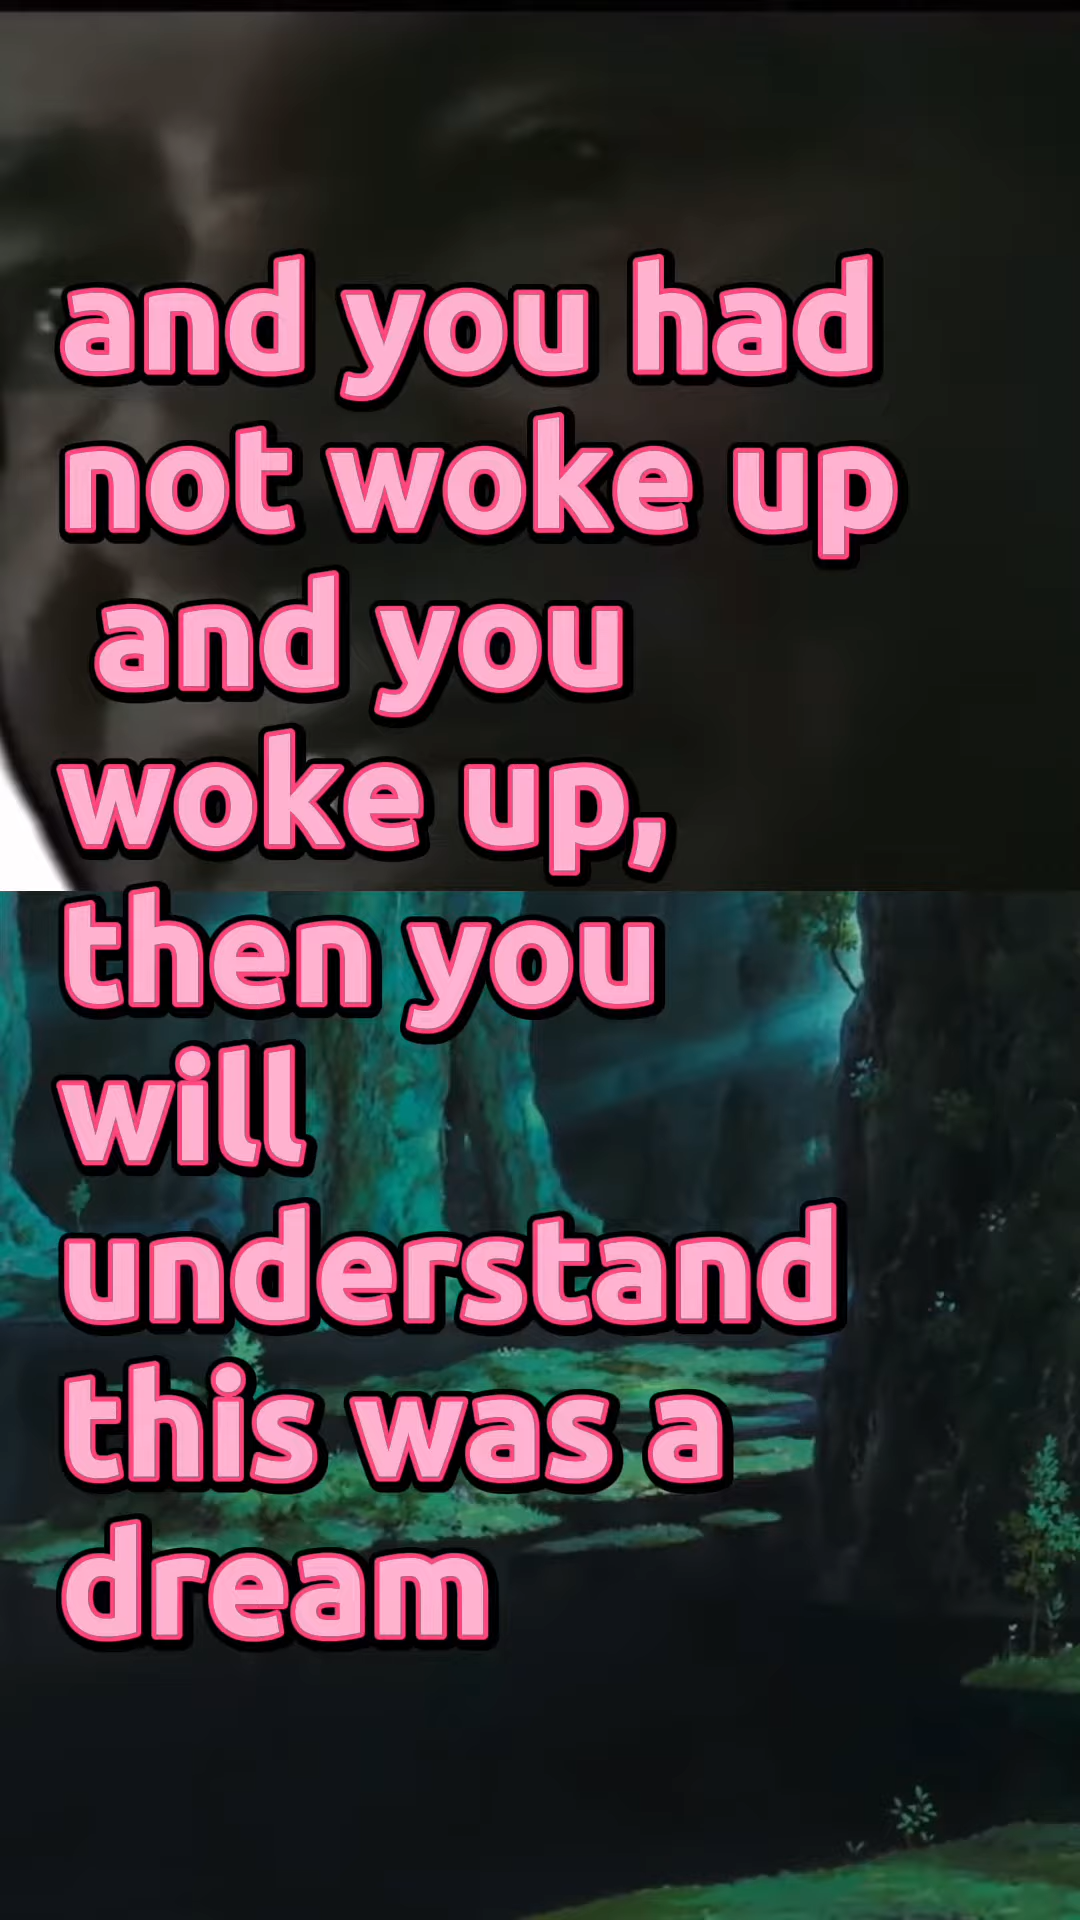 and you had
not woke up
and you
woke up,
then you
will
understand
this was a
dream